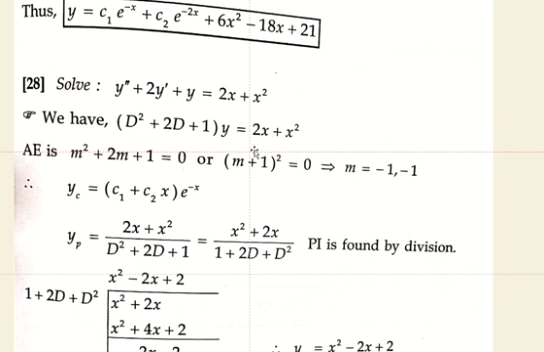 Thus, y = c₁ e⁻ˣ + c₂ e⁻²ˣ + 6x² − 18x + 21
[28] Solve : y″ + 2y′ + y = 2x + x²
☞ We have, (D² + 2D + 1) y = 2x + x²
AE is m² + 2m + 1 = 0 or (m + 1)² = 0 ⇒ m = −1, −1
∴ y_c = (c₁ + c₂ x) e⁻ˣ
y_p = (2x + x²)/(D² + 2D + 1) = (x² + 2x)/(1 + 2D + D²) PI is found by division.
x² − 2x + 2
1 + 2D + D² x² + 2x
x² + 4x + 2
∴ y = x² − 2x + 2